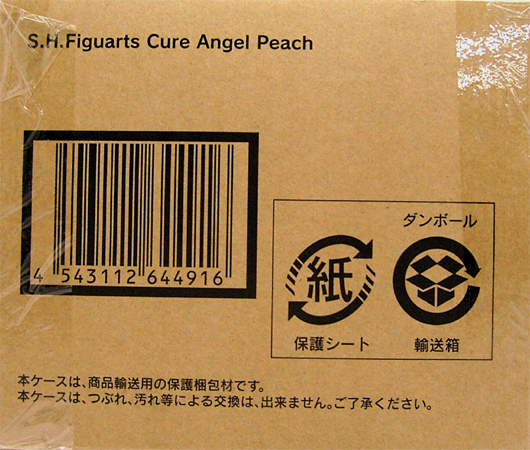 S.H.Figuarts Cure Angel Peach
4 543112 644916
ダンボール
紙
保護シート
輸送箱
本ケースは、商品輸送用の保護梱包材です。
本ケースは、つぶれ、汚れ等による交換は、出来ません。ご了承ください。